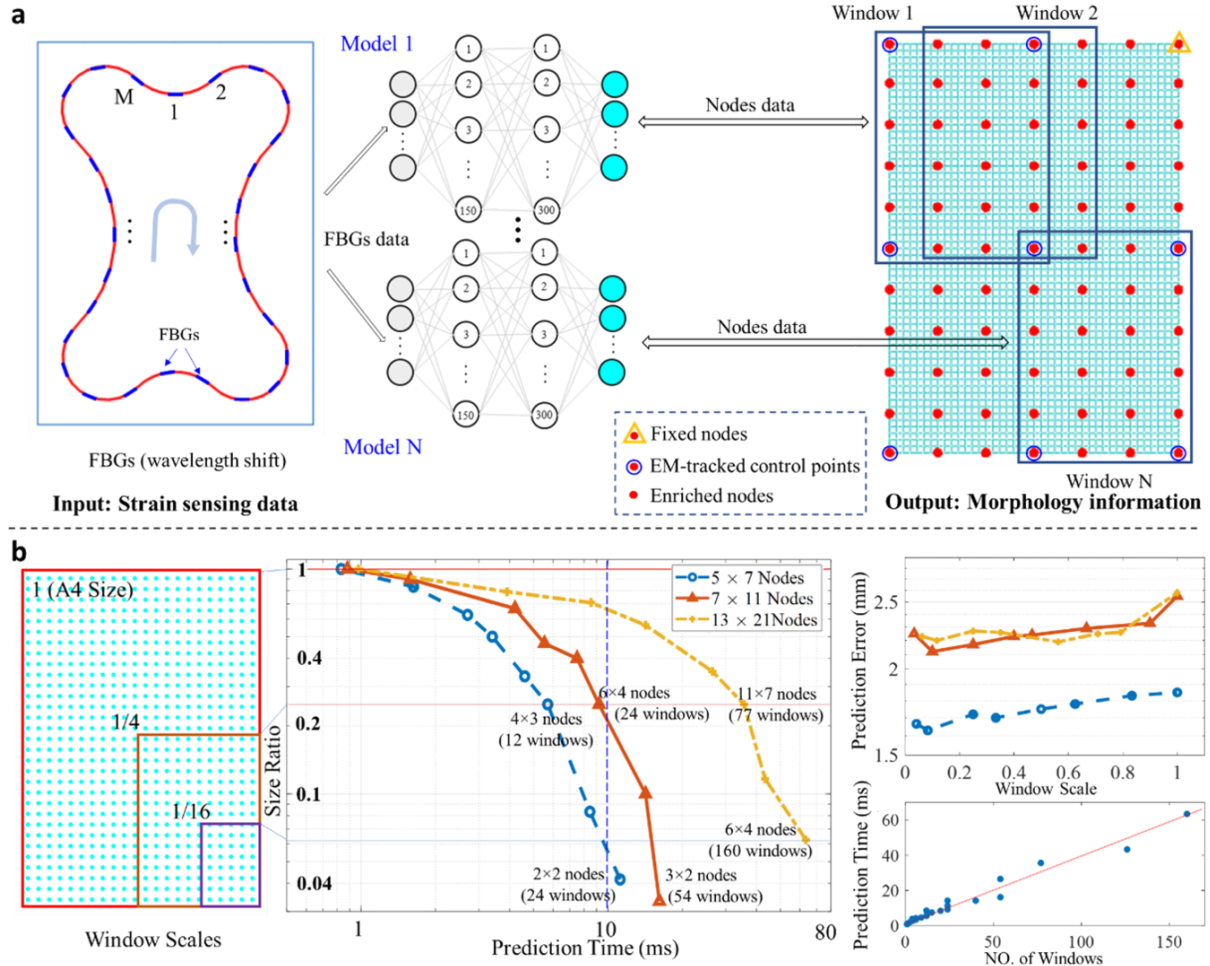 a
M
1
2
⋮
⋮
FBGs
FBGs (wavelength shift)
Input: Strain sensing data
Model 1
1
2
3
⋮
150
1
2
3
⋮
300
FBGs data
1
2
3
⋮
150
1
2
3
⋮
300
Model N
Nodes data
Nodes data
Window 1
Window 2
Window N
Fixed nodes
EM-tracked control points
Enriched nodes
Output: Morphology information
b
1 (A4 Size)
1/4
1/16
Window Scales
Size Ratio
1
0.4
0.2
0.1
0.04
5 × 7 Nodes
7 × 11 Nodes
13 × 21Nodes
4×3 nodes
(12 windows)
6×4 nodes
(24 windows)
11×7 nodes
(77 windows)
2×2 nodes
(24 windows)
3×2 nodes
(54 windows)
6×4 nodes
(160 windows)
1
10
80
Prediction Time (ms)
Prediction Error (mm)
2.5
2
1.5
0
0.2
0.4
0.6
0.8
1
Window Scale
Prediction Time (ms)
60
40
20
0
0
50
100
150
NO. of Windows